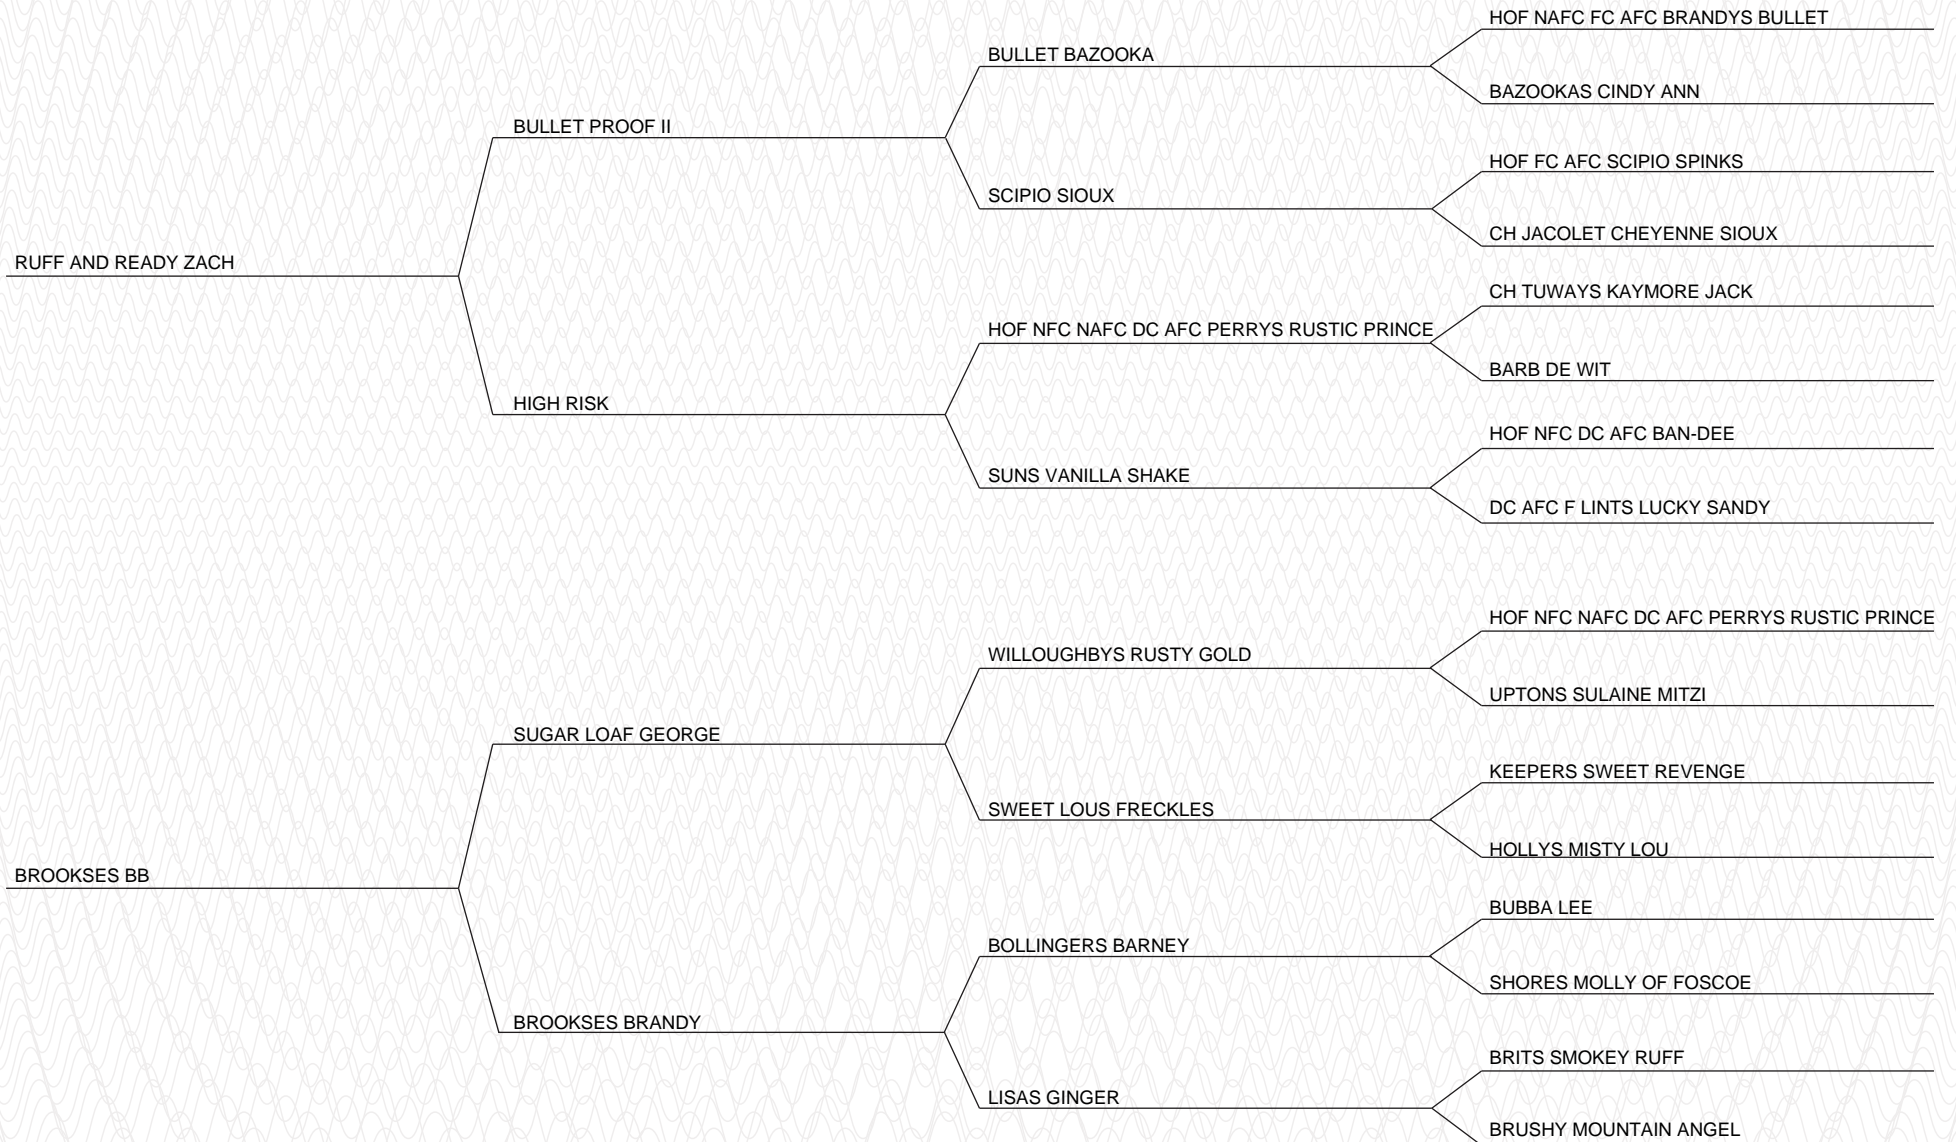 HOF NAFC FC AFC BRANDYS BULLET
BULLET BAZOOKA
BAZOOKAS CINDY ANN
BULLET PROOF II
HOF FC AFC SCIPIO SPINKS
SCIPIO SIOUX
CH JACOLET CHEYENNE SIOUX
RUFF AND READY ZACH
CH TUWAYS KAYMORE JACK
HOF NFC NAFC DC AFC PERRYS RUSTIC PRINCE
BARB DE WIT
HIGH RISK
HOF NFC DC AFC BAN-DEE
SUNS VANILLA SHAKE
DC AFC F LINTS LUCKY SANDY
HOF NFC NAFC DC AFC PERRYS RUSTIC PRINCE
WILLOUGHBYS RUSTY GOLD
UPTONS SULAINE MITZI
SUGAR LOAF GEORGE
KEEPERS SWEET REVENGE
SWEET LOUS FRECKLES
HOLLYS MISTY LOU
BROOKSES BB
BUBBA LEE
BOLLINGERS BARNEY
SHORES MOLLY OF FOSCOE
BROOKSES BRANDY
BRITS SMOKEY RUFF
LISAS GINGER
BRUSHY MOUNTAIN ANGEL